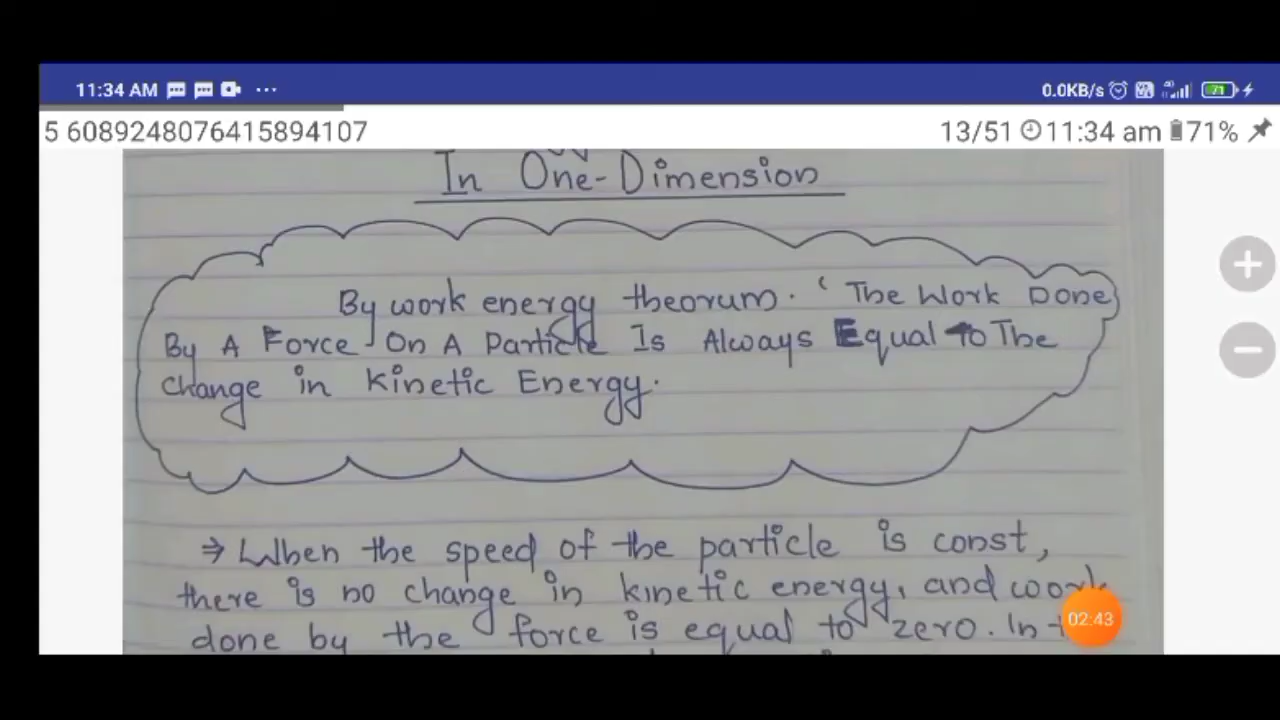 11:34 AM ...
0.0KB/s 71
5 6089248076415894107
13/51 11:34 am 71%
In One-Dimension
By work energy theorum. ‘ The Work Done
By A Force On A Particle Is Always Equal To The
change in Kinetic Energy.
⇒ When the speed of the particle is const,
there is no change in kinetic energy, and work
done by the force is equal to zero. In
02:43